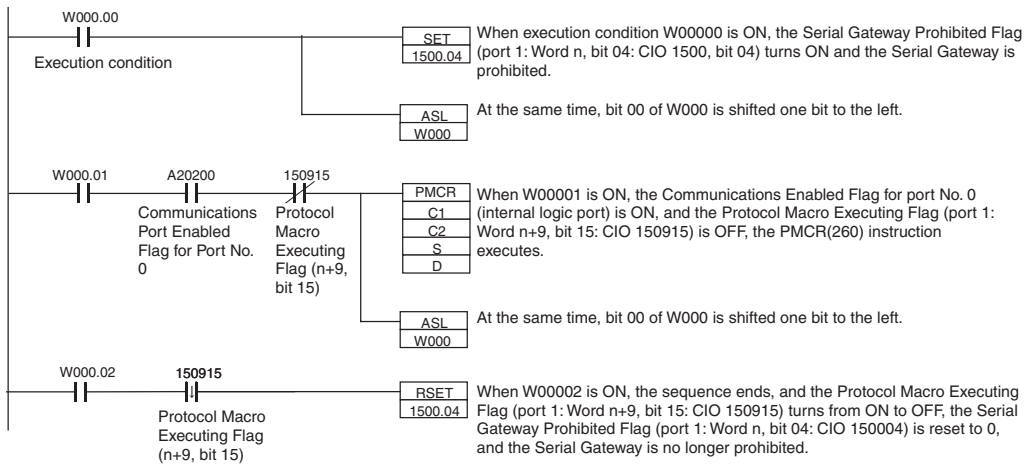 W000.00
Execution condition
SET
1500.04
When execution condition W00000 is ON, the Serial Gateway Prohibited Flag
(port 1: Word n, bit 04: CIO 1500, bit 04) turns ON and the Serial Gateway is
prohibited.
ASL
W000
At the same time, bit 00 of W000 is shifted one bit to the left.
W000.01
A20200
Communications
Port Enabled
Flag for Port No.
0
150915
Protocol
Macro
Executing
Flag (n+9,
bit 15)
PMCR
C1
C2
S
D
When W00001 is ON, the Communications Enabled Flag for port No. 0
(internal logic port) is ON, and the Protocol Macro Executing Flag (port 1:
Word n+9, bit 15: CIO 150915) is OFF, the PMCR(260) instruction
executes.
ASL
W000
At the same time, bit 00 of W000 is shifted one bit to the left.
W000.02
150915
Protocol Macro
Executing Flag
(n+9, bit 15)
RSET
1500.04
When W00002 is ON, the sequence ends, and the Protocol Macro Executing
Flag (port 1: Word n+9, bit 15: CIO 150915) turns from ON to OFF, the Serial
Gateway Prohibited Flag (port 1: Word n, bit 04: CIO 150004) is reset to 0,
and the Serial Gateway is no longer prohibited.